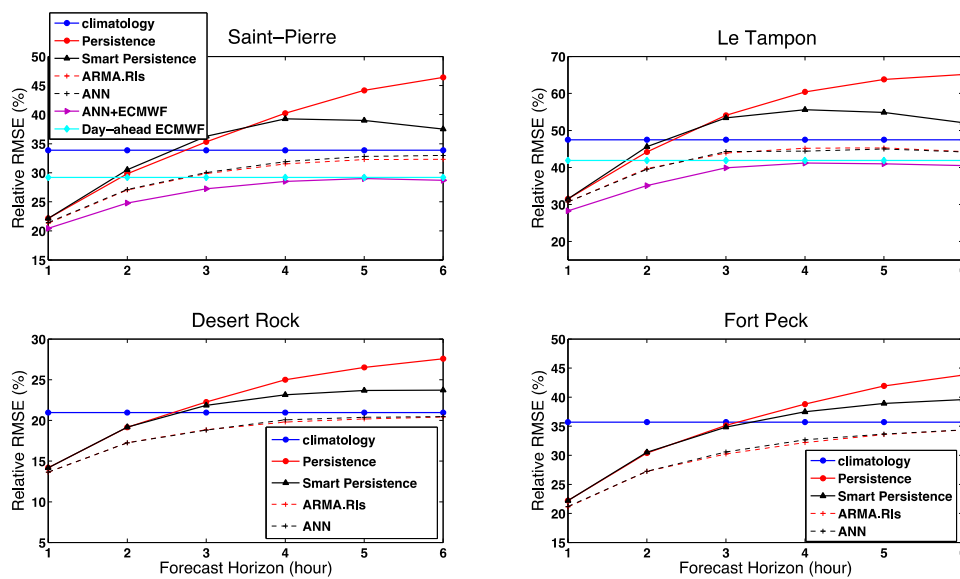 Saint–Pierre
climatology
Persistence
Smart Persistence
ARMA.RIs
ANN
ANN+ECMWF
Day–ahead ECMWF
Relative RMSE (%)
50
45
40
35
30
25
20
15
1 2 3 4 5 6
Le Tampon
Relative RMSE (%)
70
60
50
40
30
20
1 2 3 4 5
Desert Rock
Relative RMSE (%)
30
25
20
15
10
5
climatology
Persistence
Smart Persistence
ARMA.RIs
ANN
1 2 3 4 5 6
Forecast Horizon (hour)
Fort Peck
Relative RMSE (%)
50
45
40
35
30
25
20
15
climatology
Persistence
Smart Persistence
ARMA.RIs
ANN
1 2 3 4 5
Forecast Horizon (hour)